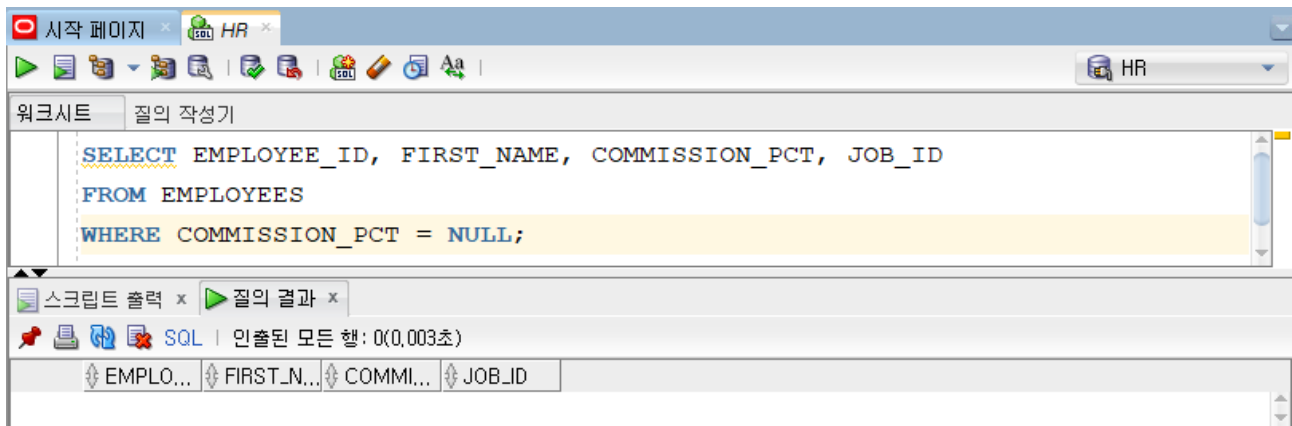 시작 페이지 HR
HR
워크시트 질의 작성기
SELECT EMPLOYEE_ID, FIRST_NAME, COMMISSION_PCT, JOB_ID
FROM EMPLOYEES
WHERE COMMISSION_PCT = NULL;
스크립트 출력 x 질의 결과 x
SQL | 인출된 모든 행: 0(0,003초)
EMPLO... FIRST_N... COMMI... JOB_ID